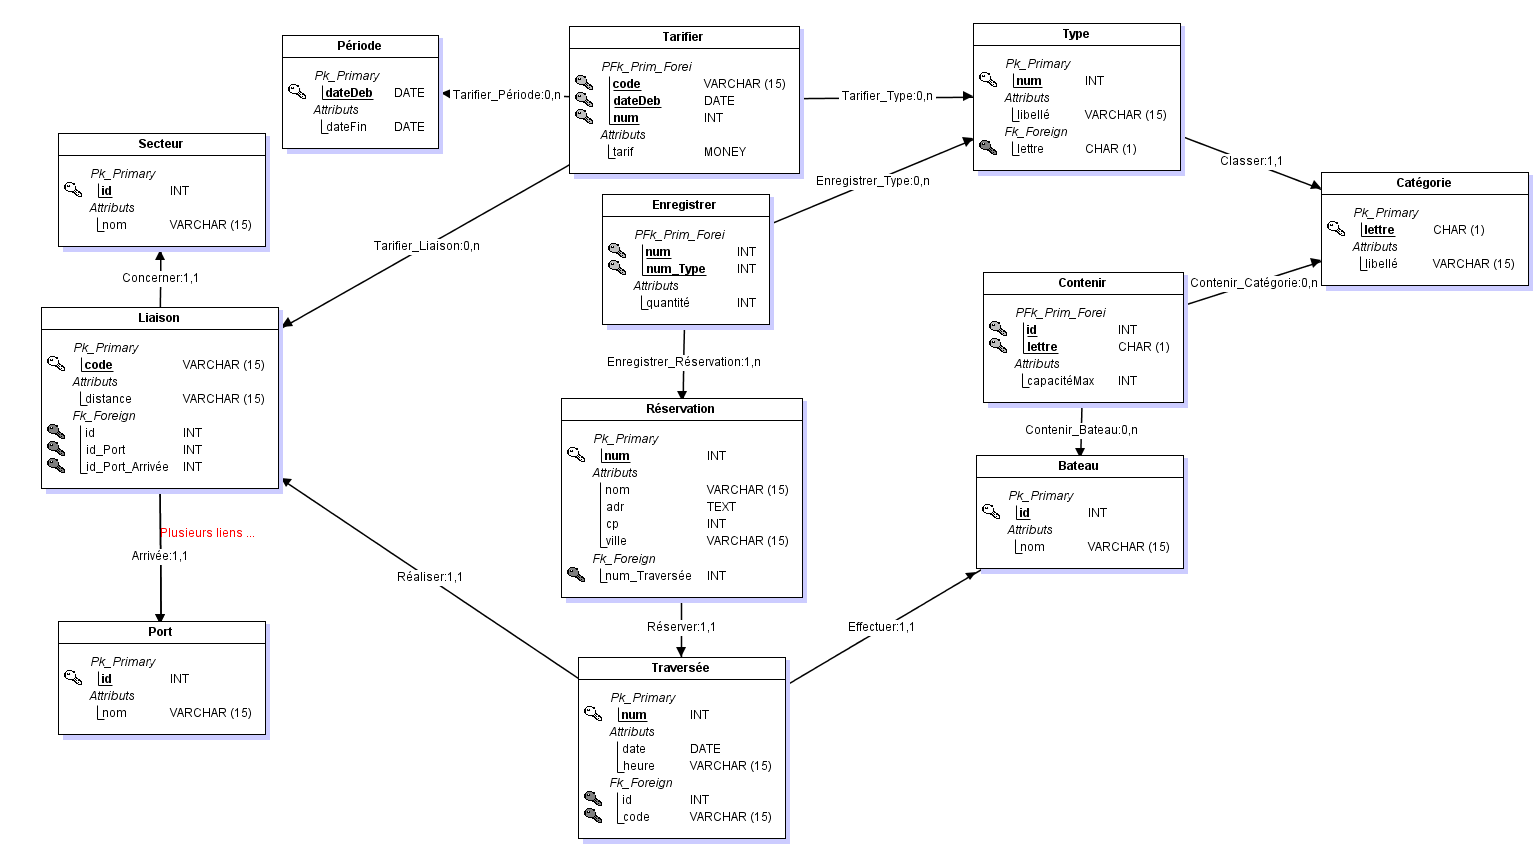 Période
Pk_Primary
dateDeb DATE
Attributs
dateFin DATE
Tarifier_Période:0,n
Tarifier
PFk_Prim_Forei
code VARCHAR (15)
dateDeb DATE
num INT
Attributs
tarif MONEY
Tarifier_Type:0,n
Type
Pk_Primary
num INT
Attributs
libellé VARCHAR (15)
Fk_Foreign
lettre CHAR (1)
Classer:1,1
Secteur
Pk_Primary
id INT
Attributs
nom VARCHAR (15)
Concerner:1,1
Tarifier_Liaison:0,n
Enregistrer
PFk_Prim_Forei
num INT
num_Type INT
Attributs
quantité INT
Enregistrer_Type:0,n
Enregistrer_Réservation:1,n
Catégorie
Pk_Primary
lettre CHAR (1)
Attributs
libellé VARCHAR (15)
Contenir_Catégorie:0,n
Contenir
PFk_Prim_Forei
id INT
lettre CHAR (1)
Attributs
capacitéMax INT
Contenir_Bateau:0,n
Liaison
Pk_Primary
code VARCHAR (15)
Attributs
distance VARCHAR (15)
Fk_Foreign
id INT
id_Port INT
id_Port_Arrivée INT
Plusieurs liens ...
Arrivée:1,1
Réaliser:1,1
Réservation
Pk_Primary
num INT
Attributs
nom VARCHAR (15)
adr TEXT
cp INT
ville VARCHAR (15)
Fk_Foreign
num_Traversée INT
Réserver:1,1
Effectuer:1,1
Bateau
Pk_Primary
id INT
Attributs
nom VARCHAR (15)
Port
Pk_Primary
id INT
Attributs
nom VARCHAR (15)
Traversée
Pk_Primary
num INT
Attributs
date DATE
heure VARCHAR (15)
Fk_Foreign
id INT
code VARCHAR (15)